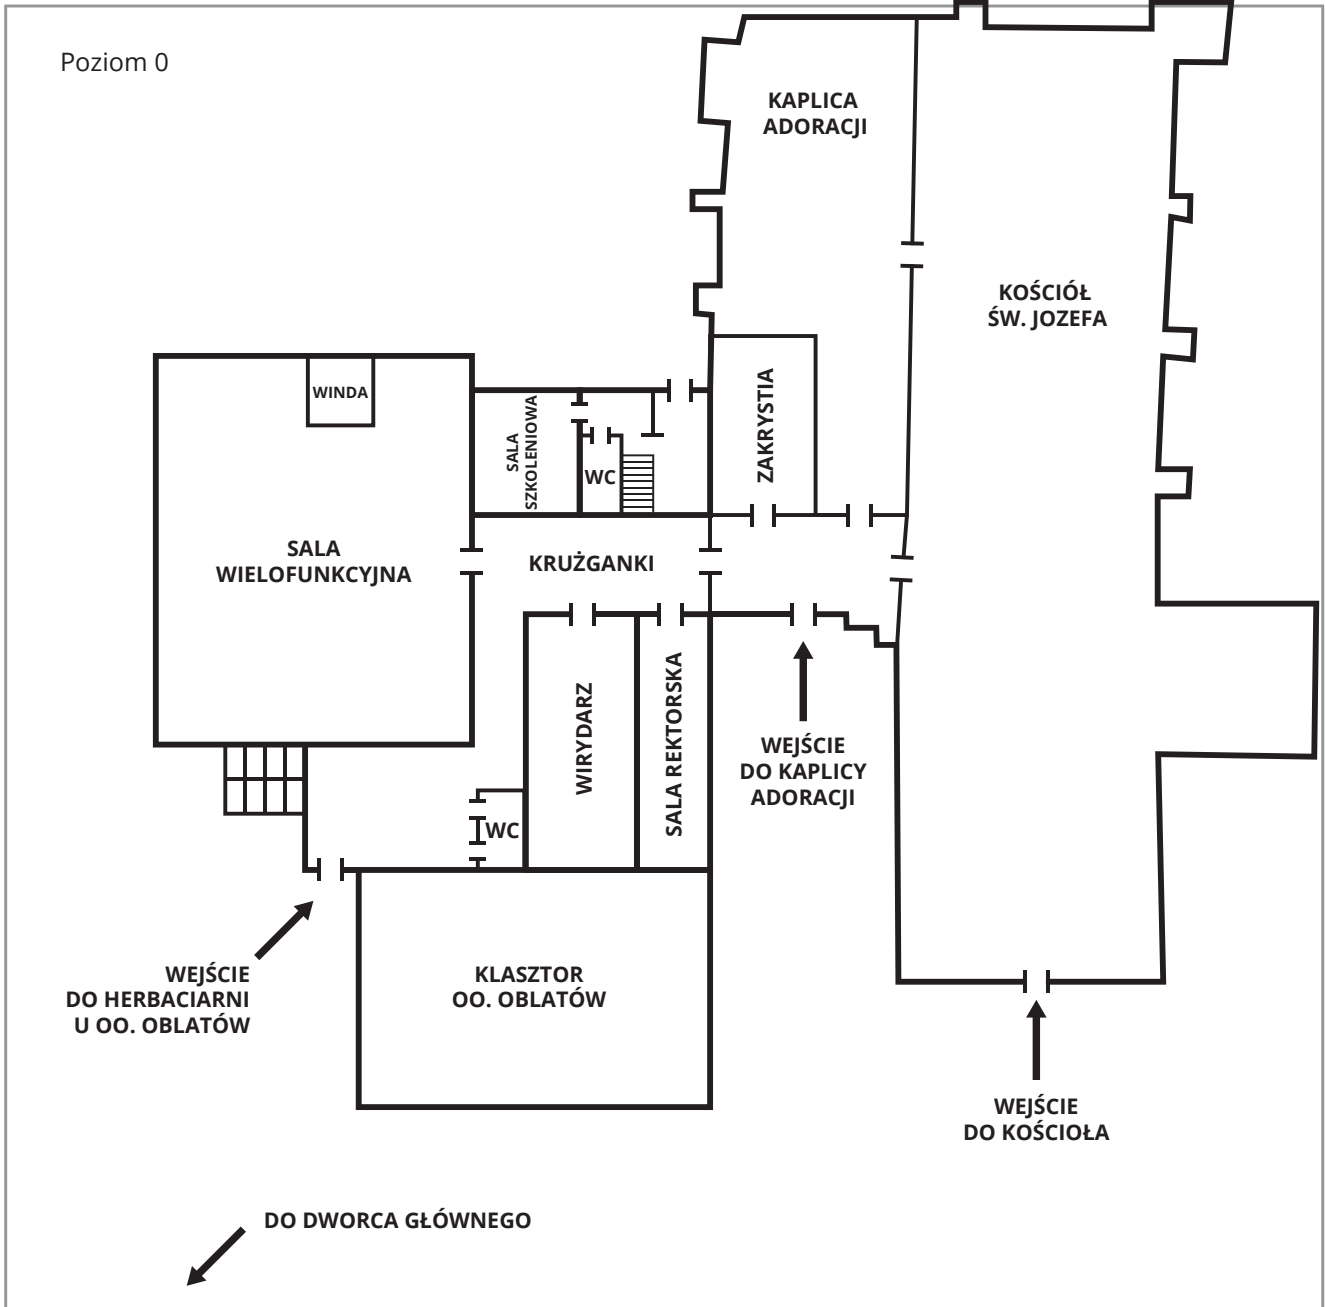 Poziom 0
KAPLICA
ADORACJI
KOŚCIÓŁ
ŚW. JOZEFA
WINDA
SALA
SZKOLENIOWA
WC
ZAKRYSTIA
SALA
WIELOFUNKCYJNA
KRUŻGANKI
WIRYDARZ
SALA REKTORSKA
WEJŚCIE
DO KAPLICY
ADORACJI
WC
WEJŚCIE
DO HERBACIARNI
U OO. OBLATÓW
KLASZTOR
OO. OBLATÓW
WEJŚCIE
DO KOŚCIOŁA
DO DWORCA GŁÓWNEGO